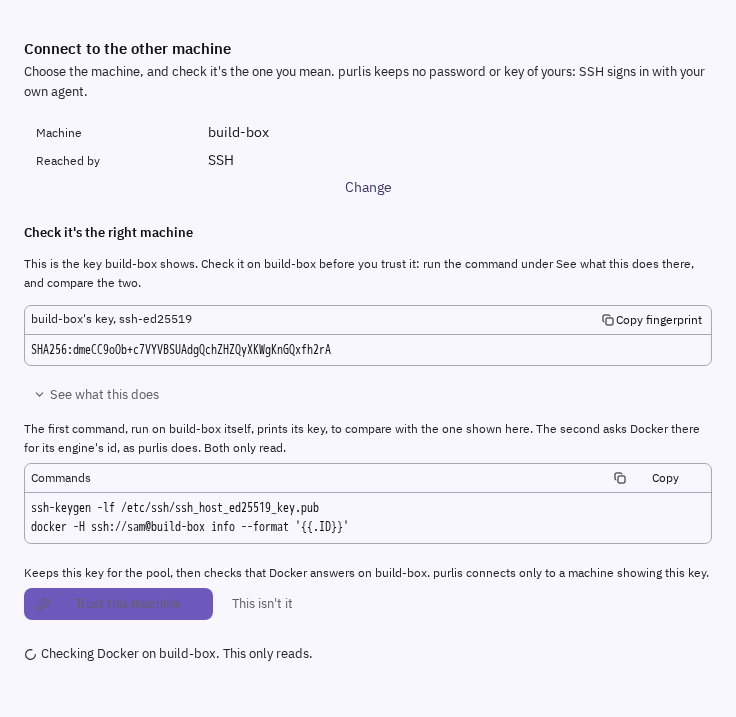 Connect to the other machine
Choose the machine, and check it's the one you mean. purlis keeps no password or key of yours: SSH signs in with your
own agent.
Machine build-box
Reached by SSH
Change
Check it's the right machine
This is the key build-box shows. Check it on build-box before you trust it: run the command under See what this does there,
and compare the two.
build-box's key, ssh-ed25519 Copy fingerprint
SHA256:dmeCC9oOb+c7VYVBSUAdgQchZHZQyXKWgKnGQxfh2rA
See what this does
The first command, run on build-box itself, prints its key, to compare with the one shown here. The second asks Docker there
for its engine's id, as purlis does. Both only read.
Commands Copy
ssh-keygen -lf /etc/ssh/ssh_host_ed25519_key.pub
docker -H ssh://sam@build-box info --format '{{.ID}}'
Keeps this key for the pool, then checks that Docker answers on build-box. purlis connects only to a machine showing this key.
Trust this machine This isn't it
Checking Docker on build-box. This only reads.